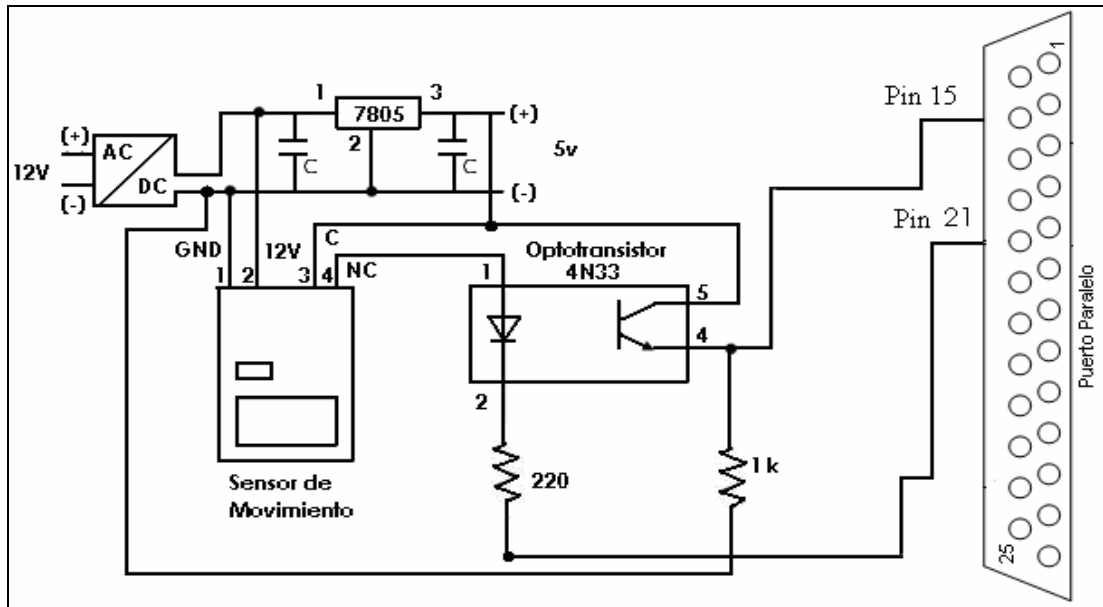 1
Pin 15
1
3
7805
(+)
2
(+)
AC
C
C
5v
12V
DC
(-)
(-)
Pin 21
GND
12V
C
Optotransistor
4N33
1
2
3
4
NC
1
5
4
2
Puerto Paralelo
220
1k
Sensor de
Movimiento
25